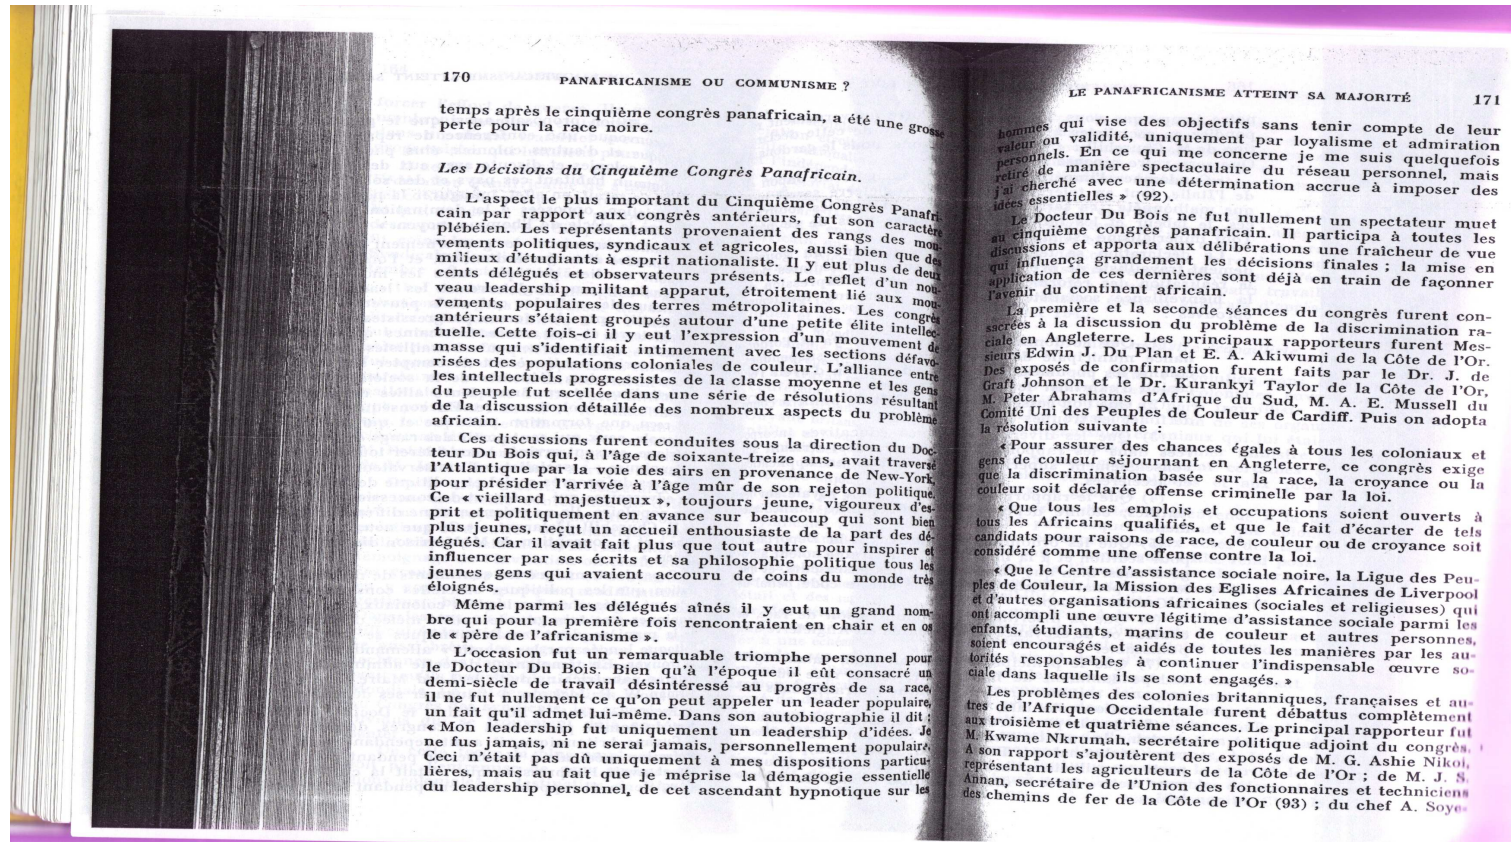 170
PANAFRICANISME OU COMMUNISME ?
temps après le cinquième congrès panafricain, a été une grosse
perte pour la race noire.
Les Décisions du Cinquième Congrès Panafricain.
L'aspect le plus important du Cinquième Congrès Panafri-
cain par rapport aux congrès antérieurs, fut son caractère
plébéien. Les représentants provenaient des rangs des mou-
vements politiques, syndicaux et agricoles, aussi bien que des
milieux d'étudiants à esprit nationaliste. Il y eut plus de deux
cents délégués et observateurs présents. Le reflet d'un nou-
veau leadership militant apparut, étroitement lié aux mou-
vements populaires des terres métropolitaines. Les congrès
antérieurs s'étaient groupés autour d'une petite élite intellec-
tuelle. Cette fois-ci il y eut l'expression d'un mouvement de
masse qui s'identifiait intimement avec les sections défavo-
risées des populations coloniales de couleur. L'alliance entre
les intellectuels progressistes de la classe moyenne et les gens
du peuple fut scellée dans une série de résolutions résultant
de la discussion détaillée des nombreux aspects du problème
africain.
Ces discussions furent conduites sous la direction du Doc-
teur Du Bois qui, à l'âge de soixante-treize ans, avait traversé
l'Atlantique par la voie des airs en provenance de New-York,
pour présider l'arrivée à l'âge mûr de son rejeton politique.
Ce « vieillard majestueux », toujours jeune, vigoureux d'es-
prit et politiquement en avance sur beaucoup qui sont bien
plus jeunes, reçut un accueil enthousiaste de la part des dé-
légués. Car il avait fait plus que tout autre pour inspirer et
influencer par ses écrits et sa philosophie politique tous les
jeunes gens qui avaient accouru de coins du monde très
éloignés.
Même parmi les délégués aînés il y eut un grand nom-
bre qui pour la première fois rencontraient en chair et en os
le « père de l'africanisme ».
L'occasion fut un remarquable triomphe personnel pour
le Docteur Du Bois. Bien qu'à l'époque il eût consacré un
demi-siècle de travail désintéressé au progrès de sa race,
il ne fut nullement ce qu'on peut appeler un leader populaire,
un fait qu'il admet lui-même. Dans son autobiographie il dit :
« Mon leadership fut uniquement un leadership d'idées. Je
ne fus jamais, ni ne serai jamais, personnellement populaire.
Ceci n'était pas dû uniquement à mes dispositions particu-
lières, mais au fait que je méprise la démagogie essentielle
du leadership personnel, de cet ascendant hypnotique sur les
LE PANAFRICANISME ATTEINT SA MAJORITÉ
171
hommes qui vise des objectifs sans tenir compte de leur
valeur ou validité, uniquement par loyalisme et admiration
personnels. En ce qui me concerne je me suis quelquefois
retiré de manière spectaculaire du réseau personnel, mais
j'ai cherché avec une détermination accrue à imposer des
idées essentielles » (92).
Le Docteur Du Bois ne fut nullement un spectateur muet
au cinquième congrès panafricain. Il participa à toutes les
discussions et apporta aux délibérations une fraîcheur de vue
qui influença grandement les décisions finales ; la mise en
application de ces dernières sont déjà en train de façonner
l'avenir du continent africain.
La première et la seconde séances du congrès furent con-
sacrées à la discussion du problème de la discrimination ra-
ciale en Angleterre. Les principaux rapporteurs furent Mes-
sieurs Edwin J. Du Plan et E. A. Akiwumi de la Côte de l'Or.
Des exposés de confirmation furent faits par le Dr. J. de
Graft Johnson et le Dr. Kurankyi Taylor de la Côte de l'Or,
M. Peter Abrahams d'Afrique du Sud, M. A. E. Mussell du
Comité Uni des Peuples de Couleur de Cardiff. Puis on adopta
la résolution suivante :
« Pour assurer des chances égales à tous les coloniaux et
gens de couleur séjournant en Angleterre, ce congrès exige
que la discrimination basée sur la race, la croyance ou la
couleur soit déclarée offense criminelle par la loi.
« Que tous les emplois et occupations soient ouverts à
tous les Africains qualifiés, et que le fait d'écarter de tels
candidats pour raisons de race, de couleur ou de croyance soit
considéré comme une offense contre la loi.
« Que le Centre d'assistance sociale noire, la Ligue des Peu-
ples de Couleur, la Mission des Eglises Africaines de Liverpool
et d'autres organisations africaines (sociales et religieuses) qui
ont accompli une œuvre légitime d'assistance sociale parmi les
enfants, étudiants, marins de couleur et autres personnes,
soient encouragés et aidés de toutes les manières par les au-
torités responsables à continuer l'indispensable œuvre so-
ciale dans laquelle ils se sont engagés. »
Les problèmes des colonies britanniques, françaises et au-
tres de l'Afrique Occidentale furent débattus complètement
aux troisième et quatrième séances. Le principal rapporteur fut
M. Kwame Nkrumah, secrétaire politique adjoint du congrès.
A son rapport s'ajoutèrent des exposés de M. G. Ashie Nikoi,
représentant les agriculteurs de la Côte de l'Or ; de M. J. S.
Annan, secrétaire de l'Union des fonctionnaires et techniciens
des chemins de fer de la Côte de l'Or (93) ; du chef A. Soye-